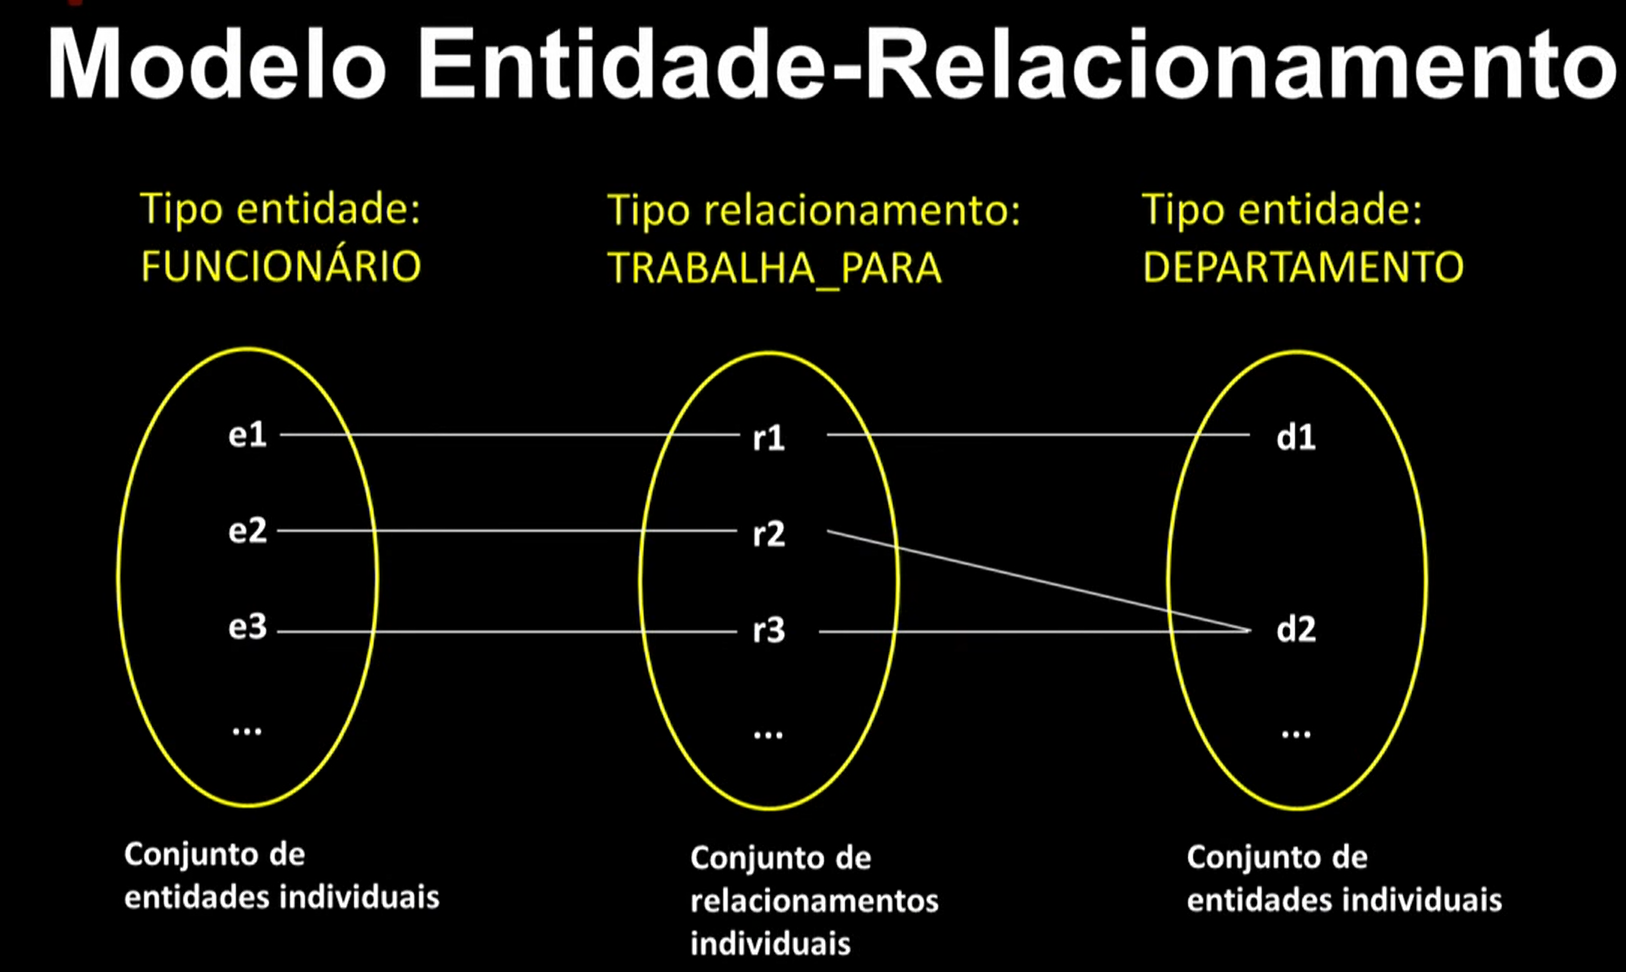 Modelo Entidade-Relacionamento
Tipo entidade:
FUNCIONÁRIO
Tipo relacionamento:
TRABALHA_PARA
Tipo entidade:
DEPARTAMENTO
e1
r1
d1
e2
r2
e3
r3
d2
...
...
...
Conjunto de
entidades individuais
Conjunto de
relacionamentos
individuais
Conjunto de
entidades individuais